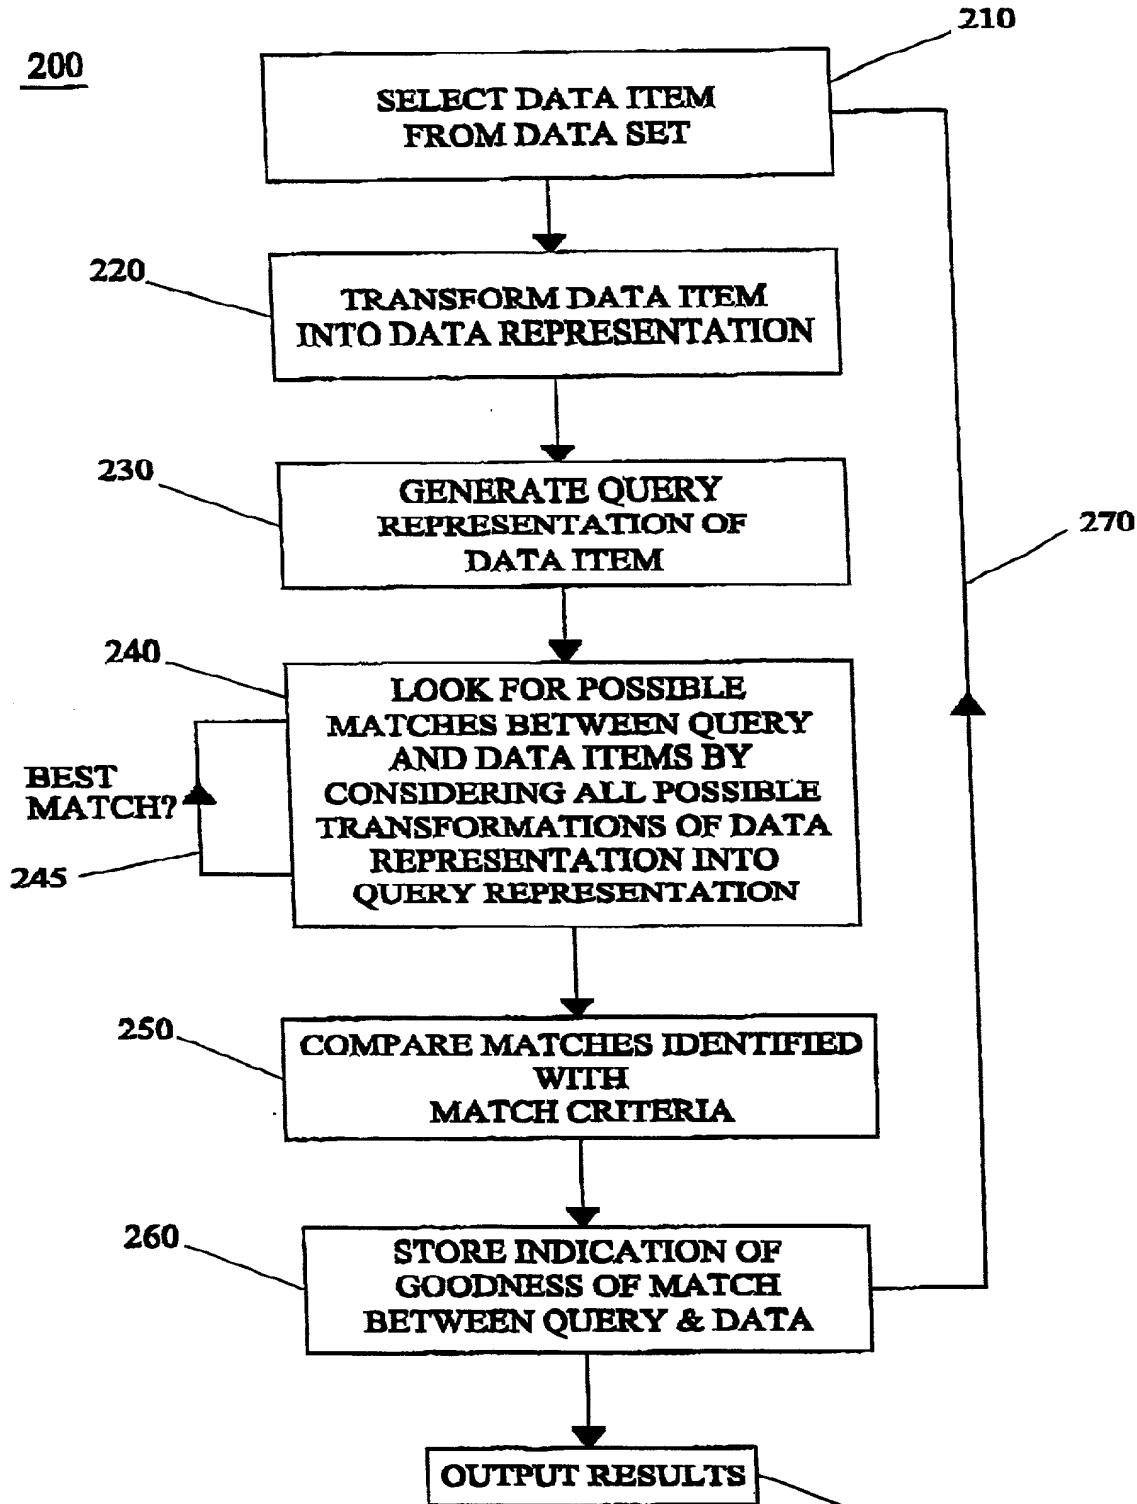 210
200
SELECT DATA ITEM
FROM DATA SET
220
TRANSFORM DATA ITEM
INTO DATA REPRESENTATION
230
GENERATE QUERY
REPRESENTATION OF
DATA ITEM
270
240
LOOK FOR POSSIBLE
MATCHES BETWEEN QUERY
AND DATA ITEMS BY
CONSIDERING ALL POSSIBLE
TRANSFORMATIONS OF DATA
REPRESENTATION INTO
QUERY REPRESENTATION
BEST
MATCH?
245
250
COMPARE MATCHES IDENTIFIED
WITH
MATCH CRITERIA
260
STORE INDICATION OF
GOODNESS OF MATCH
BETWEEN QUERY & DATA
OUTPUT RESULTS